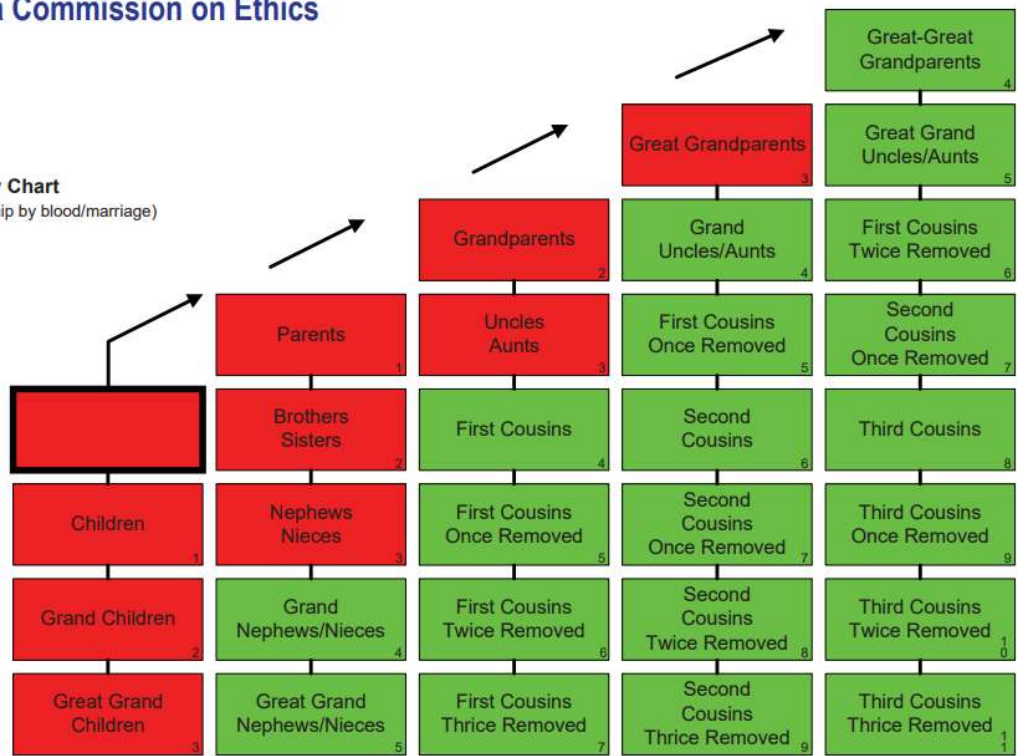 a Commission on Ethics
Great-Great
Grandparents
4
Great Grandparents
3
Great Grand
Uncles/Aunts
5
y Chart
ip by blood/marriage)
Grandparents
2
Grand
Uncles/Aunts
4
First Cousins
Twice Removed
6
Parents
1
Uncles
Aunts
3
First Cousins
Once Removed
5
Second
Cousins
Once Removed
7
Brothers
Sisters
2
First Cousins
4
Second
Cousins
6
Third Cousins
8
Children
1
Nephews
Nieces
3
First Cousins
Once Removed
5
Second
Cousins
Once Removed
7
Third Cousins
Once Removed
9
Grand Children
2
Grand
Nephews/Nieces
4
First Cousins
Twice Removed
6
Second
Cousins
Twice Removed
8
Third Cousins
Twice Removed
1
0
Great Grand
Children
3
Great Grand
Nephews/Nieces
5
First Cousins
Thrice Removed
7
Second
Cousins
Thrice Removed
9
Third Cousins
Thrice Removed
1
1